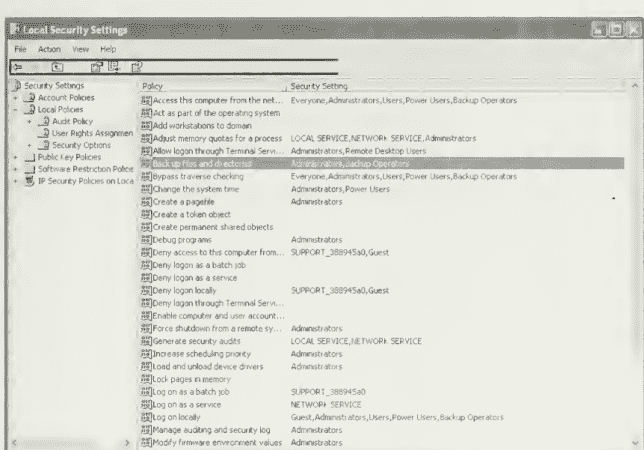 Local Security Settings
File Action View Help
Security Settings
Account Policies
Local Policies
Audit Policy
User Rights Assignmen
Security Options
Public Key Policies
Software Restriction Police
IP Security Policies on Loca
Policy Security Setting
Access this computer from the net... Everyone,Administrators,Users,Power Users,Backup Operators
Act as part of the operating system
Add workstations to domain
Adjust memory quotas for a process LOCAL SERVICE,NETWORK SERVICE,Administrators
Allow logon through Terminal Servi... Administrators,Remote Desktop Users
Back up files and directories Administrators,Backup Operators
Bypass traverse checking Everyone,Administrators,Users,Power Users,Backup Operators
Change the system time Administrators,Power Users
Create a pagefile Administrators
Create a token object
Create permanent shared objects
Debug programs Administrators
Deny access to this computer from... SUPPORT_388945a0,Guest
Deny logon as a batch job
Deny logon as a service
Deny logon locally SUPPORT_388945a0,Guest
Deny logon through Terminal Servi...
Enable computer and user account...
Force shutdown from a remote sy... Administrators
Generate security audits LOCAL SERVICE,NETWORK SERVICE
Increase scheduling priority Administrators
Load and unload device drivers Administrators
Lock pages in memory
Log on as a batch job SUPPORT_388945a0
Log on as a service NETWORK SERVICE
Log on locally Guest,Administrators,Users,Power Users,Backup Operators
Manage auditing and security log Administrators
Modify firmware environment values Administrators